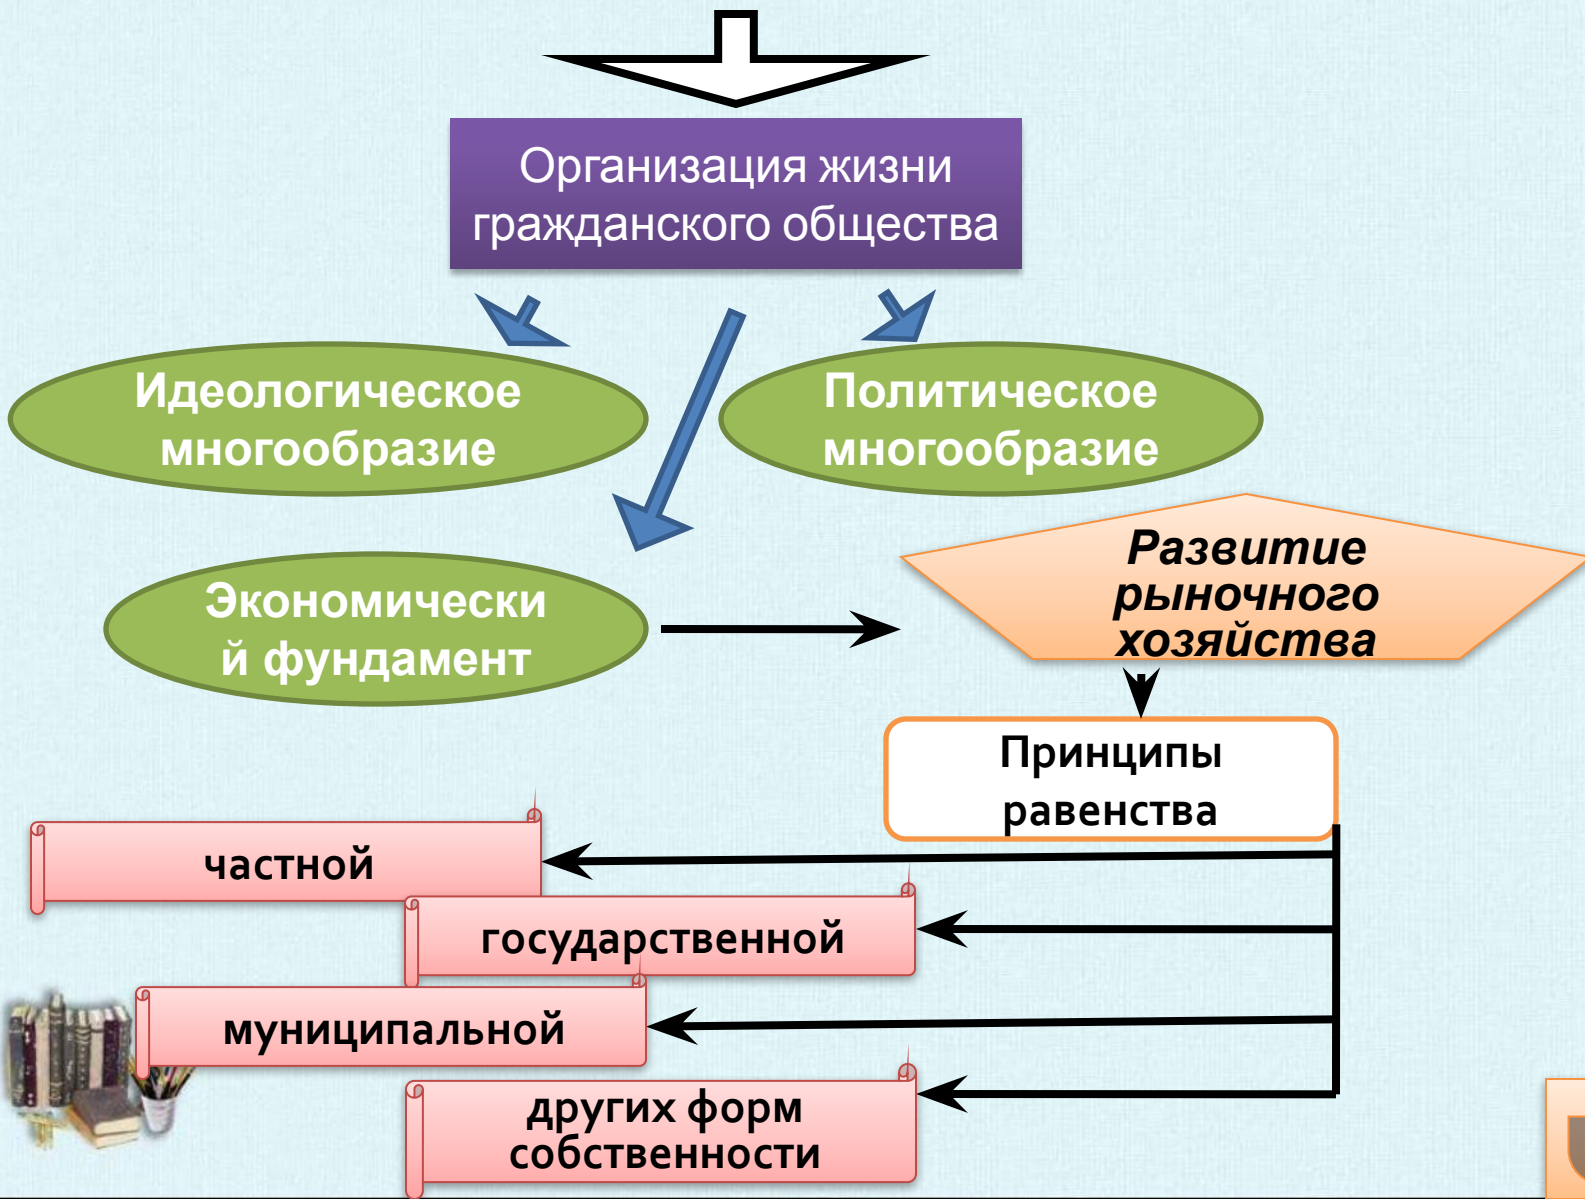 Организация жизни
гражданского общества
Идеологическое
многообразие
Политическое
многообразие
Экономически
й фундамент
Развитие
рыночного
хозяйства
Принципы
равенства
частной
государственной
муниципальной
других форм
собственности